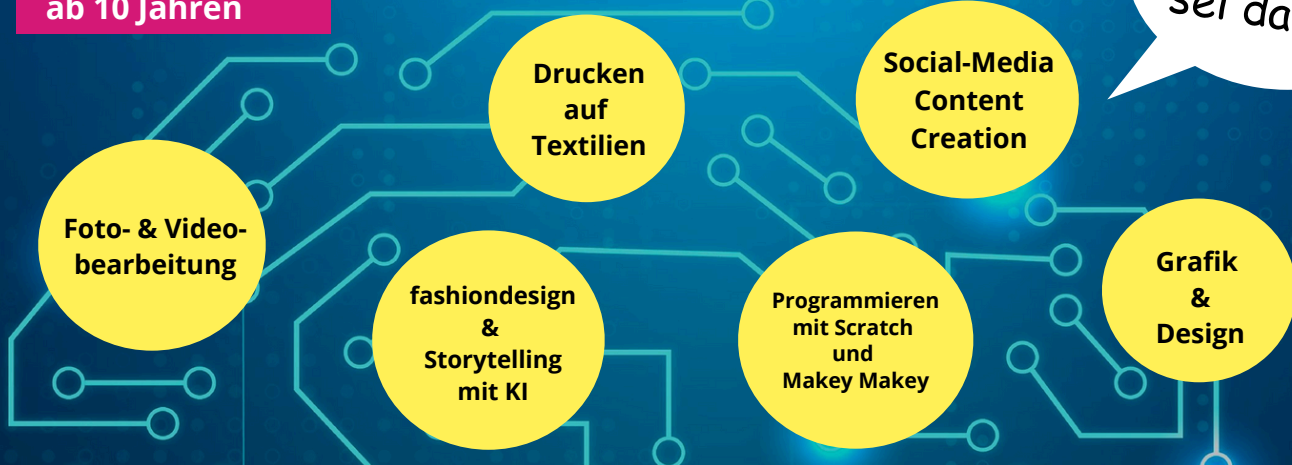 ab 10 Jahren
sei da
Drucken
auf
Textilien
Social-Media
Content
Creation
Foto- & Video-
bearbeitung
fashiondesign
&
Storytelling
mit KI
Programmieren
mit Scratch
und
Makey Makey
Grafik
&
Design